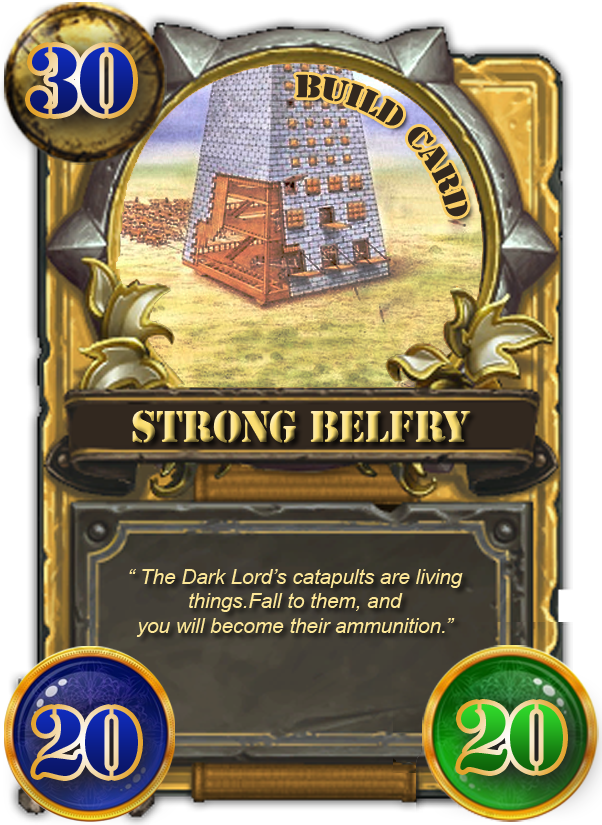 30
BUILD CARD
STRONG BELFRY
“ The Dark Lord’s catapults are living
things.Fall to them, and
you will become their ammunition.”
20
20